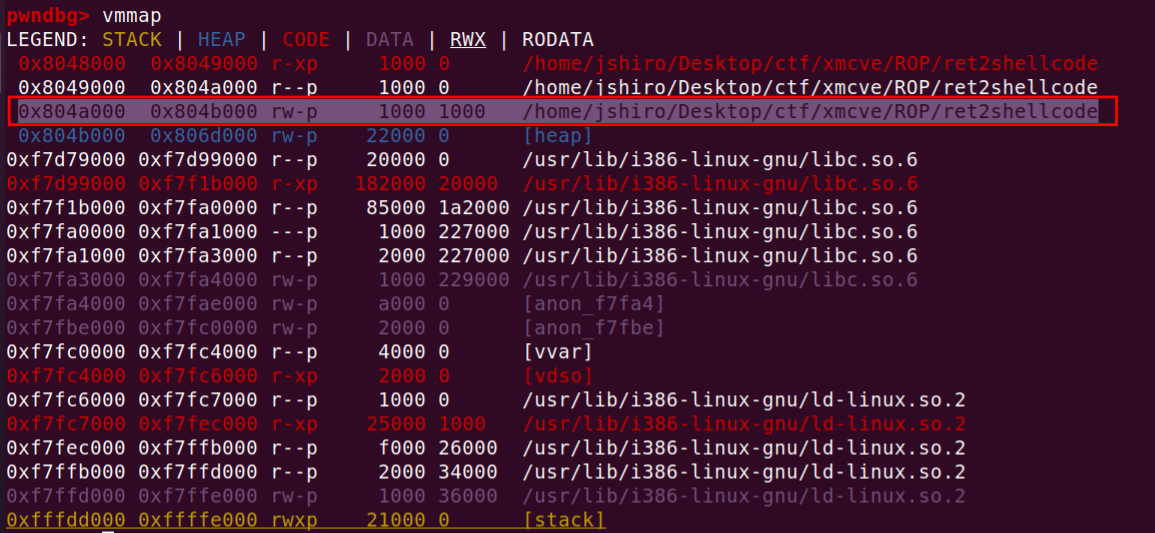 pwndbg> vmmap
LEGEND: STACK | HEAP | CODE | DATA | RWX | RODATA
0x8048000 0x8049000 r-xp 1000 0 /home/jshiro/Desktop/ctf/xmcve/ROP/ret2shellcode
0x8049000 0x804a000 r--p 1000 0 /home/jshiro/Desktop/ctf/xmcve/ROP/ret2shellcode
0x804a000 0x804b000 rw-p 1000 1000 /home/jshiro/Desktop/ctf/xmcve/ROP/ret2shellcode
0x804b000 0x806d000 rw-p 22000 0 [heap]
0xf7d79000 0xf7d99000 r--p 20000 0 /usr/lib/i386-linux-gnu/libc.so.6
0xf7d99000 0xf7f1b000 r-xp 182000 20000 /usr/lib/i386-linux-gnu/libc.so.6
0xf7f1b000 0xf7fa0000 r--p 85000 1a2000 /usr/lib/i386-linux-gnu/libc.so.6
0xf7fa0000 0xf7fa1000 ---p 1000 227000 /usr/lib/i386-linux-gnu/libc.so.6
0xf7fa1000 0xf7fa3000 r--p 2000 227000 /usr/lib/i386-linux-gnu/libc.so.6
0xf7fa3000 0xf7fa4000 rw-p 1000 229000 /usr/lib/i386-linux-gnu/libc.so.6
0xf7fa4000 0xf7fae000 rw-p a000 0 [anon_f7fa4]
0xf7fbe000 0xf7fc0000 rw-p 2000 0 [anon_f7fbe]
0xf7fc0000 0xf7fc4000 r--p 4000 0 [vvar]
0xf7fc4000 0xf7fc6000 r-xp 2000 0 [vdso]
0xf7fc6000 0xf7fc7000 r--p 1000 0 /usr/lib/i386-linux-gnu/ld-linux.so.2
0xf7fc7000 0xf7fec000 r-xp 25000 1000 /usr/lib/i386-linux-gnu/ld-linux.so.2
0xf7fec000 0xf7ffb000 r--p f000 26000 /usr/lib/i386-linux-gnu/ld-linux.so.2
0xf7ffb000 0xf7ffd000 r--p 2000 34000 /usr/lib/i386-linux-gnu/ld-linux.so.2
0xf7ffd000 0xf7ffe000 rw-p 1000 36000 /usr/lib/i386-linux-gnu/ld-linux.so.2
0xfffdd000 0xffffe000 rwxp 21000 0 [stack]